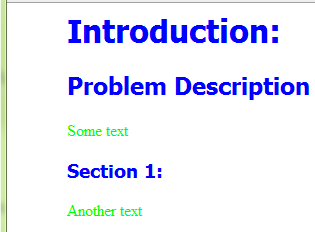 Introduction:
Problem Description
Some text
Section 1:
Another text